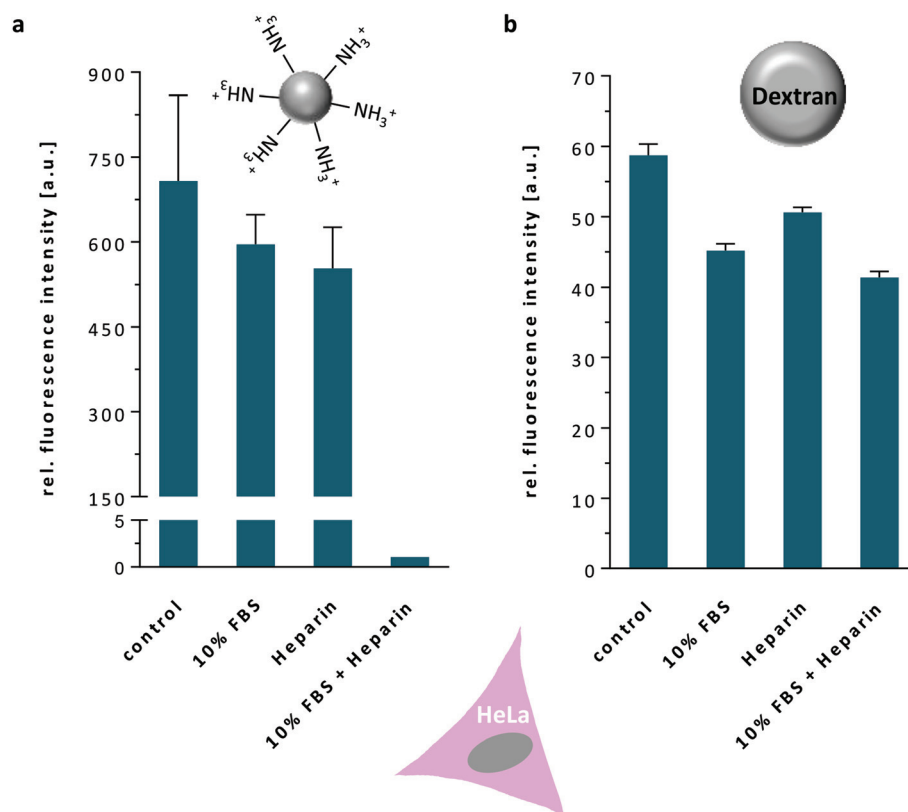 a
NH₃⁺
NH₃⁺
NH₃⁺
NH₃⁺
NH₃⁺
NH₃⁺
rel. fluorescence intensity [a.u.]
900
750
600
450
300
150
5
0
control
10% FBS
Heparin
10% FBS + Heparin
b
Dextran
rel. fluorescence intensity [a.u.]
70
60
50
40
30
20
10
0
control
10% FBS
Heparin
10% FBS + Heparin
HeLa